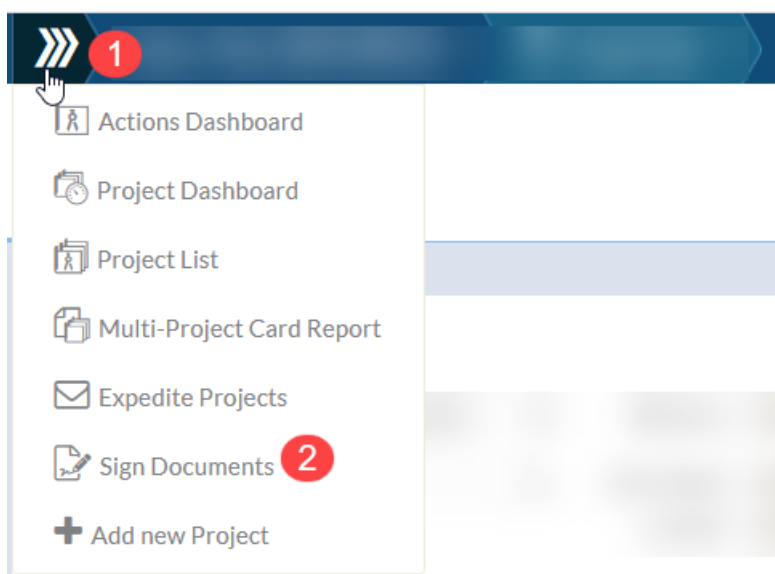 1
Actions Dashboard
Project Dashboard
Project List
Multi-Project Card Report
Expedite Projects
Sign Documents 2
Add new Project